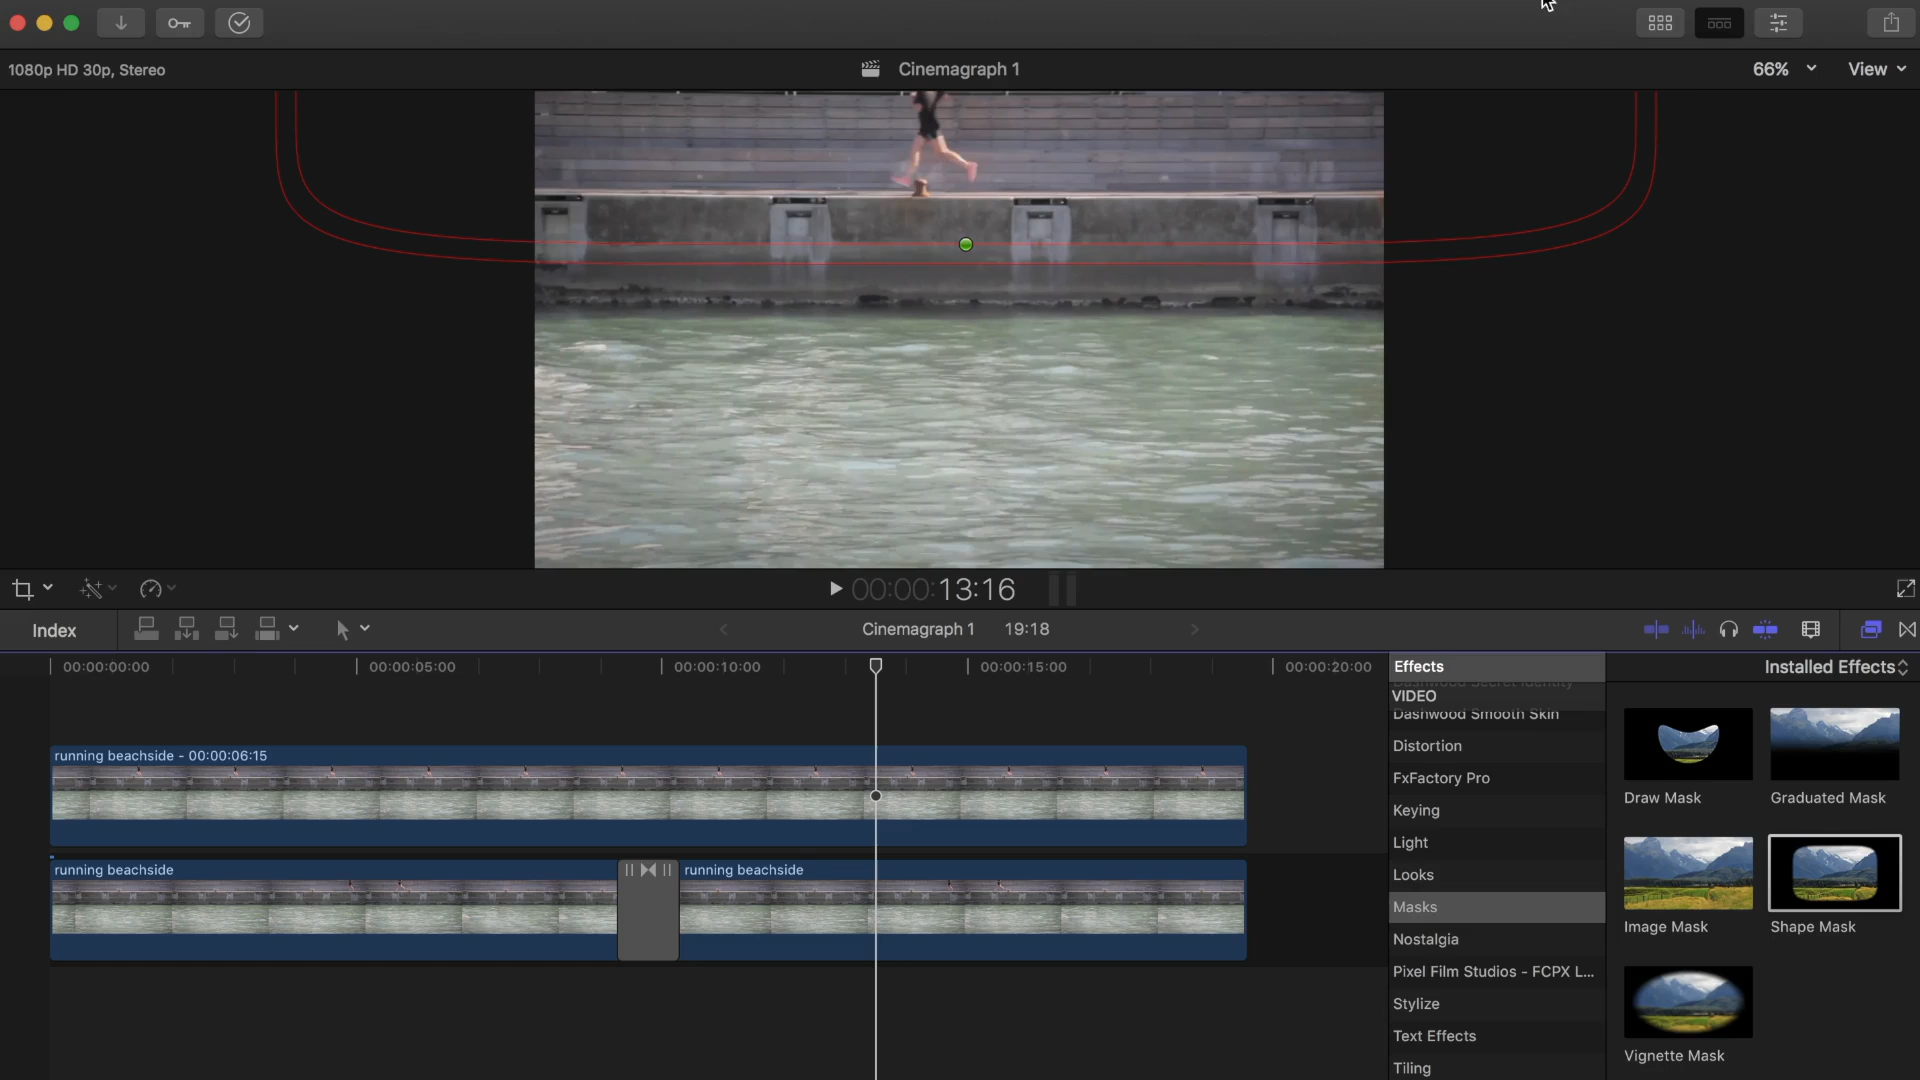 1080p HD 30p, Stereo
Cinemagraph 1
66%
View
00:00:13:16
Index
Cinemagraph 1
19:18
00:00:00:00
00:00:05:00
00:00:10:00
00:00:15:00
00:00:20:00
running beachside - 00:00:06:15
running beachside
running beachside
Effects
Installed Effects
Dashwood Secret Identity
VIDEO
Dashwood Smooth Skin
Distortion
FxFactory Pro
Keying
Light
Looks
Masks
Nostalgia
Pixel Film Studios - FCPX L...
Stylize
Text Effects
Tiling
Draw Mask
Graduated Mask
Image Mask
Shape Mask
Vignette Mask